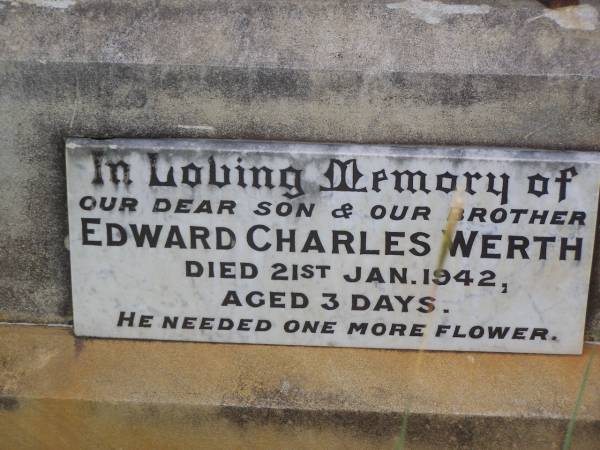 In Loving Memory of
OUR DEAR SON & OUR BROTHER
EDWARD CHARLES WERTH
DIED 21ST JAN. 1942,
AGED 3 DAYS.
HE NEEDED ONE MORE FLOWER.